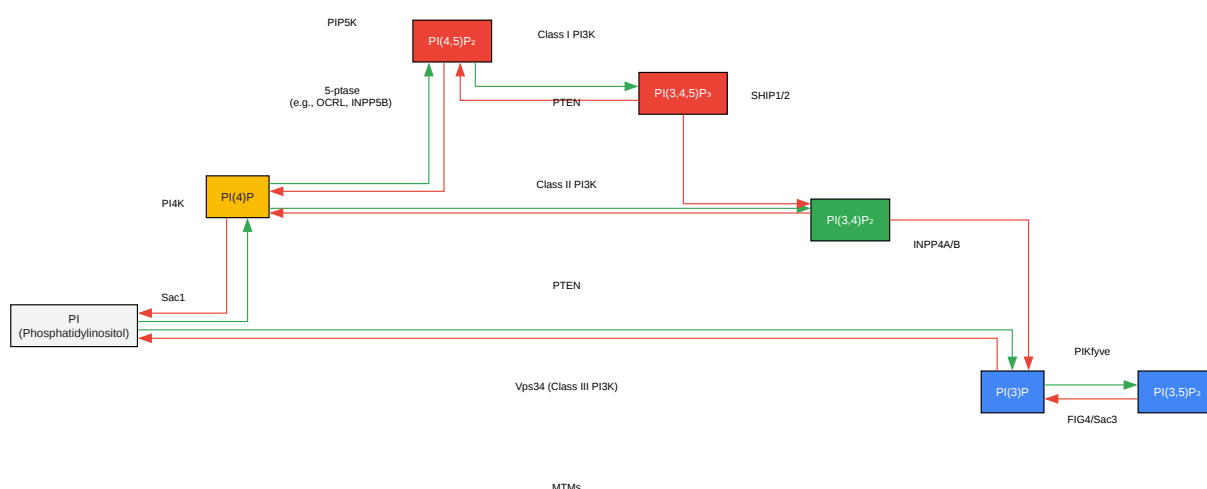 PIP5K
PI(4,5)P₂
Class I PI3K
5-ptase
(e.g., OCRL, INPP5B)
PI(3,4,5)P₃
SHIP1/2
PTEN
PI(4)P
PI4K
Class II PI3K
PI(3,4)P₂
INPP4A/B
PTEN
Sac1
PI
(Phosphatidylinositol)
PIKfyve
Vps34 (Class III PI3K)
PI(3)P
PI(3,5)P₂
FIG4/Sac3
MTMs